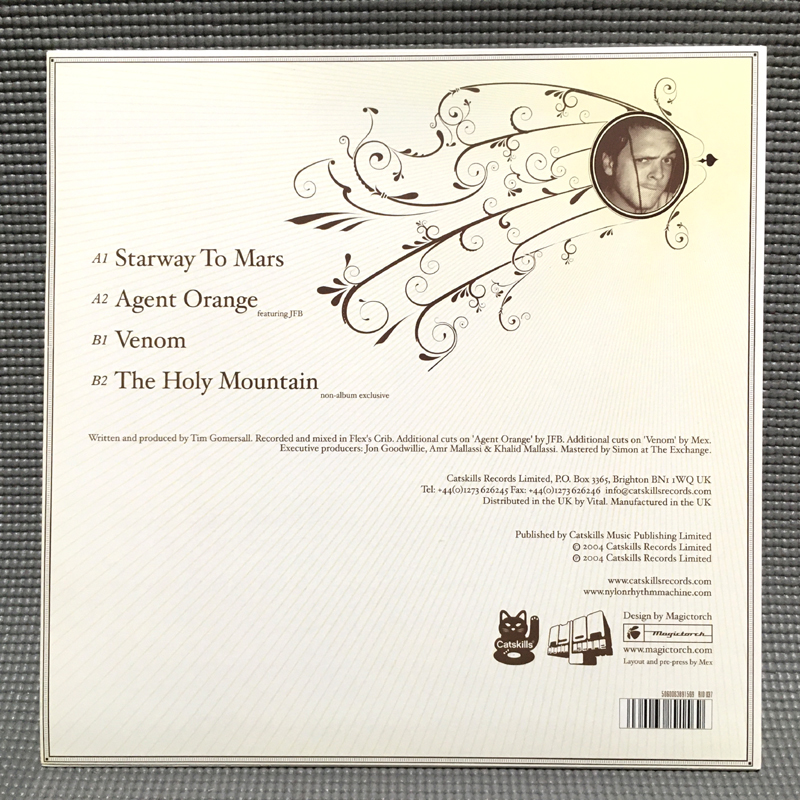 A1 Starway To Mars
A2 Agent Orange
featuring JFB
B1 Venom
B2 The Holy Mountain
non-album exclusive
Written and produced by Tim Gomersall. Recorded and mixed in Flex's Crib. Additional cuts on 'Agent Orange' by JFB. Additional cuts on 'Venom' by Mex.
Executive producers: Jon Goodwillie, Amr Mallassi & Khalid Mallassi. Mastered by Simon at The Exchange.
Catskills Records Limited, P.O. Box 3365, Brighton BN1 1WQ UK
Tel: +44(0)1273 626245 Fax: +44(0)1273 626246 info@catskillsrecords.com
Distributed in the UK by Vital. Manufactured in the UK
Published by Catskills Music Publishing Limited
© 2004 Catskills Records Limited
℗ 2004 Catskills Records Limited
www.catskillsrecords.com
www.nylonrhythmmachine.com
Catskills
Design by Magictorch
Magictorch
www.magictorch.com
Layout and pre-press by Mex